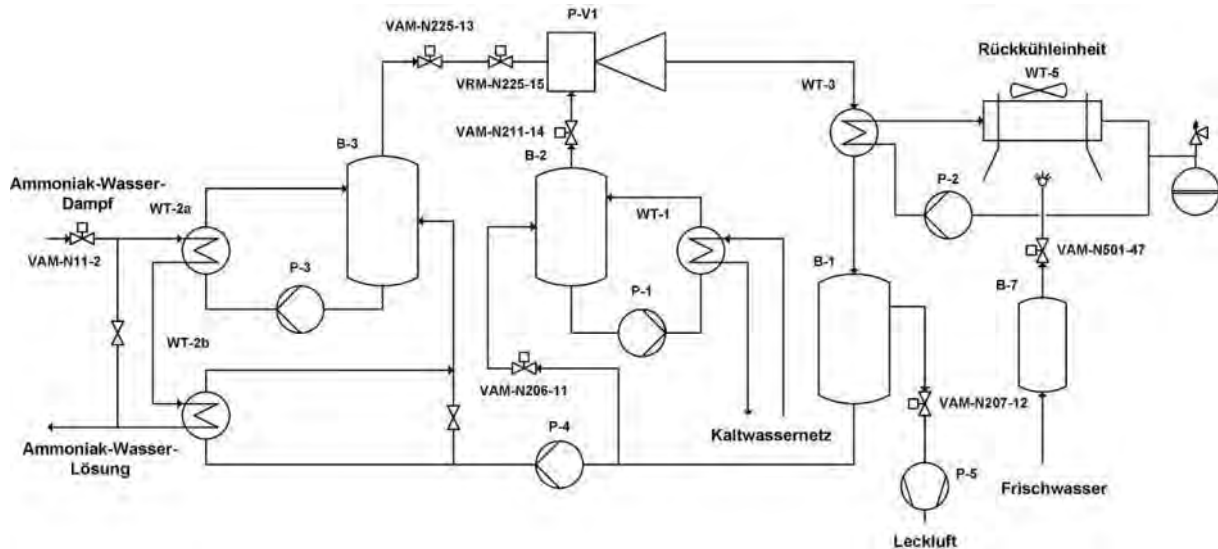 VAM-N225-13
P-V1
Rückkühleinheit
WT-5
WT-3
VRM-N225-15
VAM-N211-14
B-3
B-2
P-2
Ammoniak-Wasser-
Dampf
WT-2a
WT-1
VAM-N11-2
VAM-N501-47
B-1
B-7
P-3
P-1
WT-2b
VAM-N206-11
VAM-N207-12
Kaltwassernetz
P-4
Ammoniak-Wasser-
Lösung
P-5
Frischwasser
Leckluft